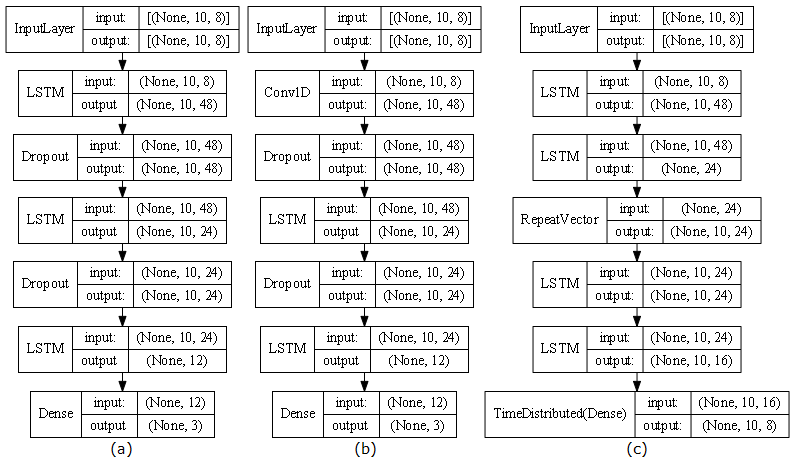 InputLayer
input: [(None, 10, 8)]
output: [(None, 10, 8)]
LSTM
input: (None, 10, 8)
output (None, 10, 48)
Dropout
input: (None, 10, 48)
output: (None, 10, 48)
LSTM
input: (None, 10, 48)
output (None, 10, 24)
Dropout
input: (None, 10, 24)
output: (None, 10, 24)
LSTM
input: (None, 10, 24)
output (None, 12)
Dense
input: (None, 12)
output (None, 3)
(a)
InputLayer
input: [(None, 10, 8)]
output: [(None, 10, 8)]
Conv1D
input: (None, 10, 8)
output: (None, 10, 48)
Dropout
input: (None, 10, 48)
output: (None, 10, 48)
LSTM
input: (None, 10, 48)
output (None, 10, 24)
Dropout
input: (None, 10, 24)
output: (None, 10, 24)
LSTM
input: (None, 10, 24)
output (None, 12)
Dense
input: (None, 12)
output (None, 3)
(b)
InputLayer
input: [(None, 10, 8)]
output: [(None, 10, 8)]
LSTM
input: (None, 10, 8)
output: (None, 10, 48)
LSTM
input: (None, 10, 48)
output: (None, 24)
RepeatVector
input: (None, 24)
output: (None, 10, 24)
LSTM
input: (None, 10, 24)
output: (None, 10, 24)
LSTM
input: (None, 10, 24)
output: (None, 10, 16)
TimeDistributed(Dense)
input: (None, 10, 16)
output: (None, 10, 8)
(c)